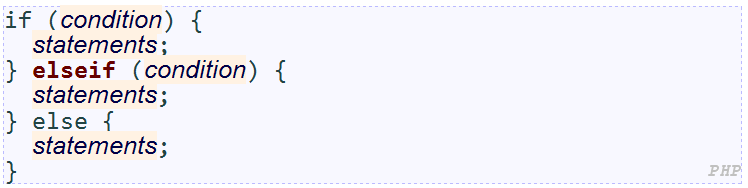 if (condition) {
  statements;
} elseif (condition) {
  statements;
} else {
  statements;
}
PHP